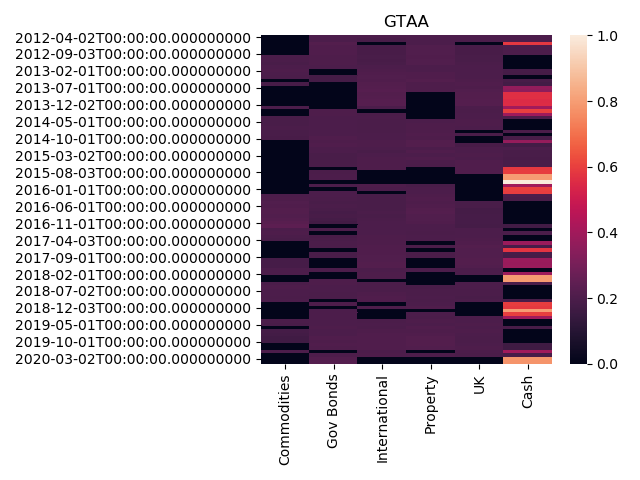 GTAA
2012-04-02T00:00:00.000000000
2012-09-03T00:00:00.000000000
2013-02-01T00:00:00.000000000
2013-07-01T00:00:00.000000000
2013-12-02T00:00:00.000000000
2014-05-01T00:00:00.000000000
2014-10-01T00:00:00.000000000
2015-03-02T00:00:00.000000000
2015-08-03T00:00:00.000000000
2016-01-01T00:00:00.000000000
2016-06-01T00:00:00.000000000
2016-11-01T00:00:00.000000000
2017-04-03T00:00:00.000000000
2017-09-01T00:00:00.000000000
2018-02-01T00:00:00.000000000
2018-07-02T00:00:00.000000000
2018-12-03T00:00:00.000000000
2019-05-01T00:00:00.000000000
2019-10-01T00:00:00.000000000
2020-03-02T00:00:00.000000000
Commodities
Gov Bonds
International
Property
UK
Cash
1.0
0.8
0.6
0.4
0.2
0.0